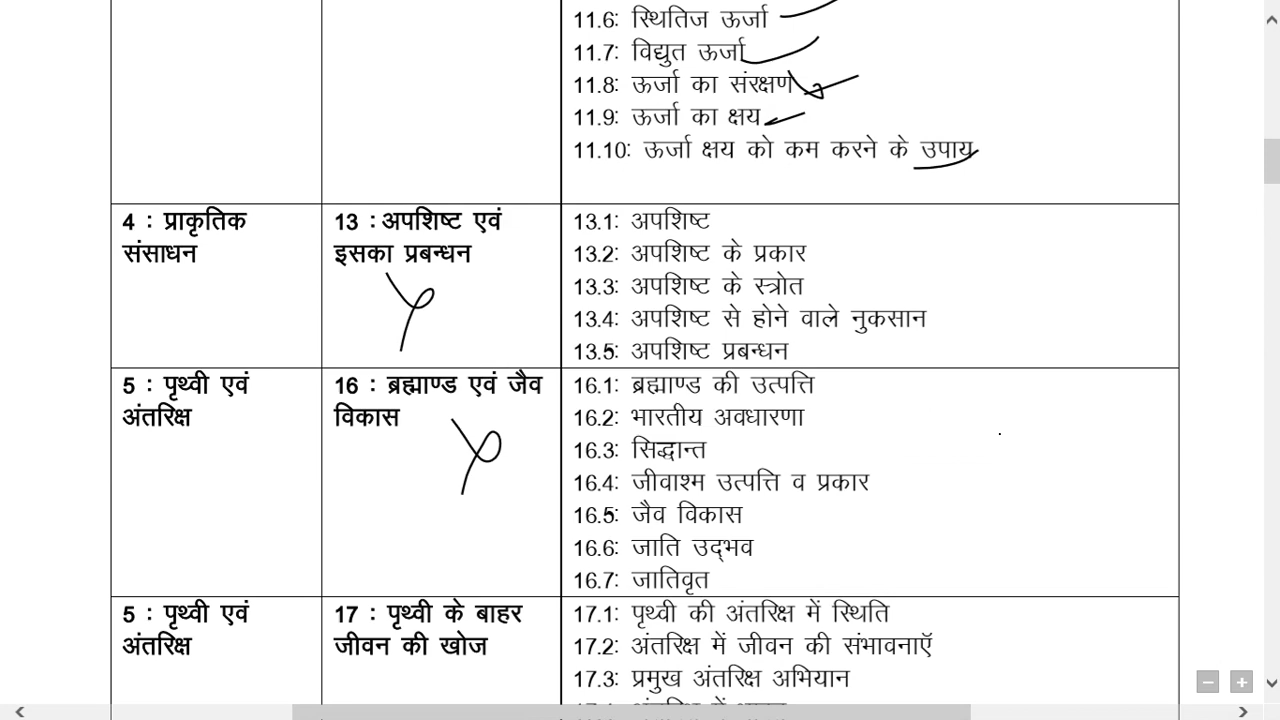 11.6: स्थितिज ऊर्जा
11.7: विद्युत ऊर्जा
11.8: ऊर्जा का संरक्षण
11.9: ऊर्जा का क्षय
11.10: ऊर्जा क्षय को कम करने के उपाय
4 : प्राकृतिक
संसाधन
13 : अपशिष्ट एवं
इसका प्रबन्धन
13.1: अपशिष्ट
13.2: अपशिष्ट के प्रकार
13.3: अपशिष्ट के स्त्रोत
13.4: अपशिष्ट से होने वाले नुकसान
13.5: अपशिष्ट प्रबन्धन
5 : पृथ्वी एवं
अंतरिक्ष
16 : ब्रह्माण्ड एवं जैव
विकास
16.1: ब्रह्माण्ड की उत्पत्ति
16.2: भारतीय अवधारणा
16.3: सिद्धान्त
16.4: जीवाश्म उत्पत्ति व प्रकार
16.5: जैव विकास
16.6: जाति उद्भव
16.7: जातिवृत
5 : पृथ्वी एवं
अंतरिक्ष
17 : पृथ्वी के बाहर
जीवन की खोज
17.1: पृथ्वी की अंतरिक्ष में स्थिति
17.2: अंतरिक्ष में जीवन की संभावनाएॅं
17.3: प्रमुख अंतरिक्ष अभियान